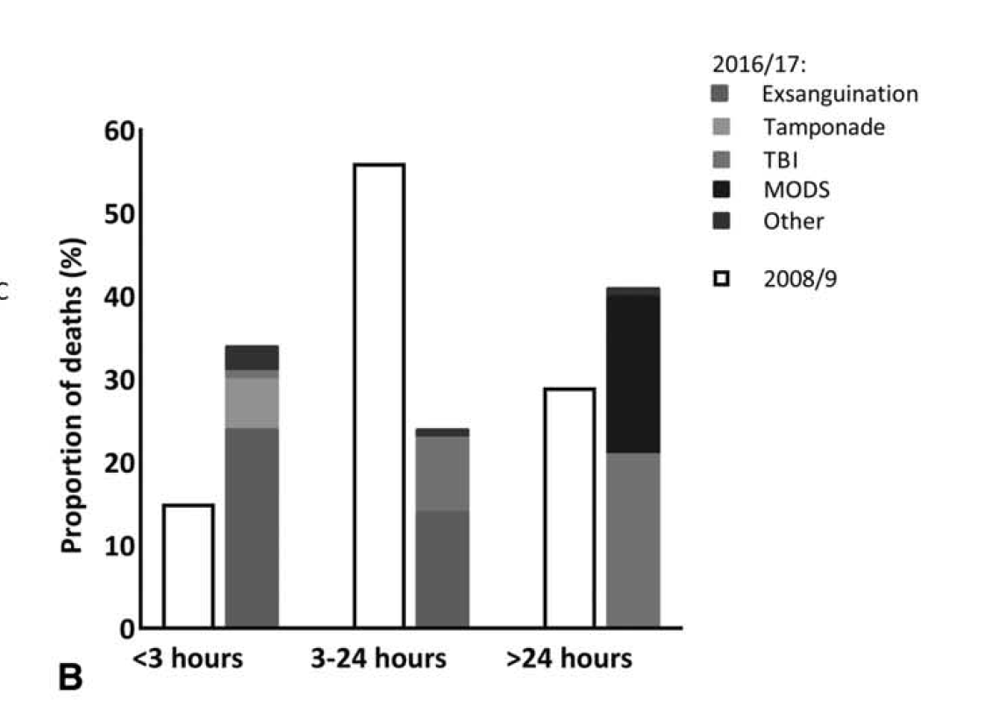 2016/17:
Exsanguination
Tamponade
TBI
MODS
Other
2008/9
C
Proportion of deaths (%)
60
50
40
30
20
10
0
<3 hours
3-24 hours
>24 hours
B